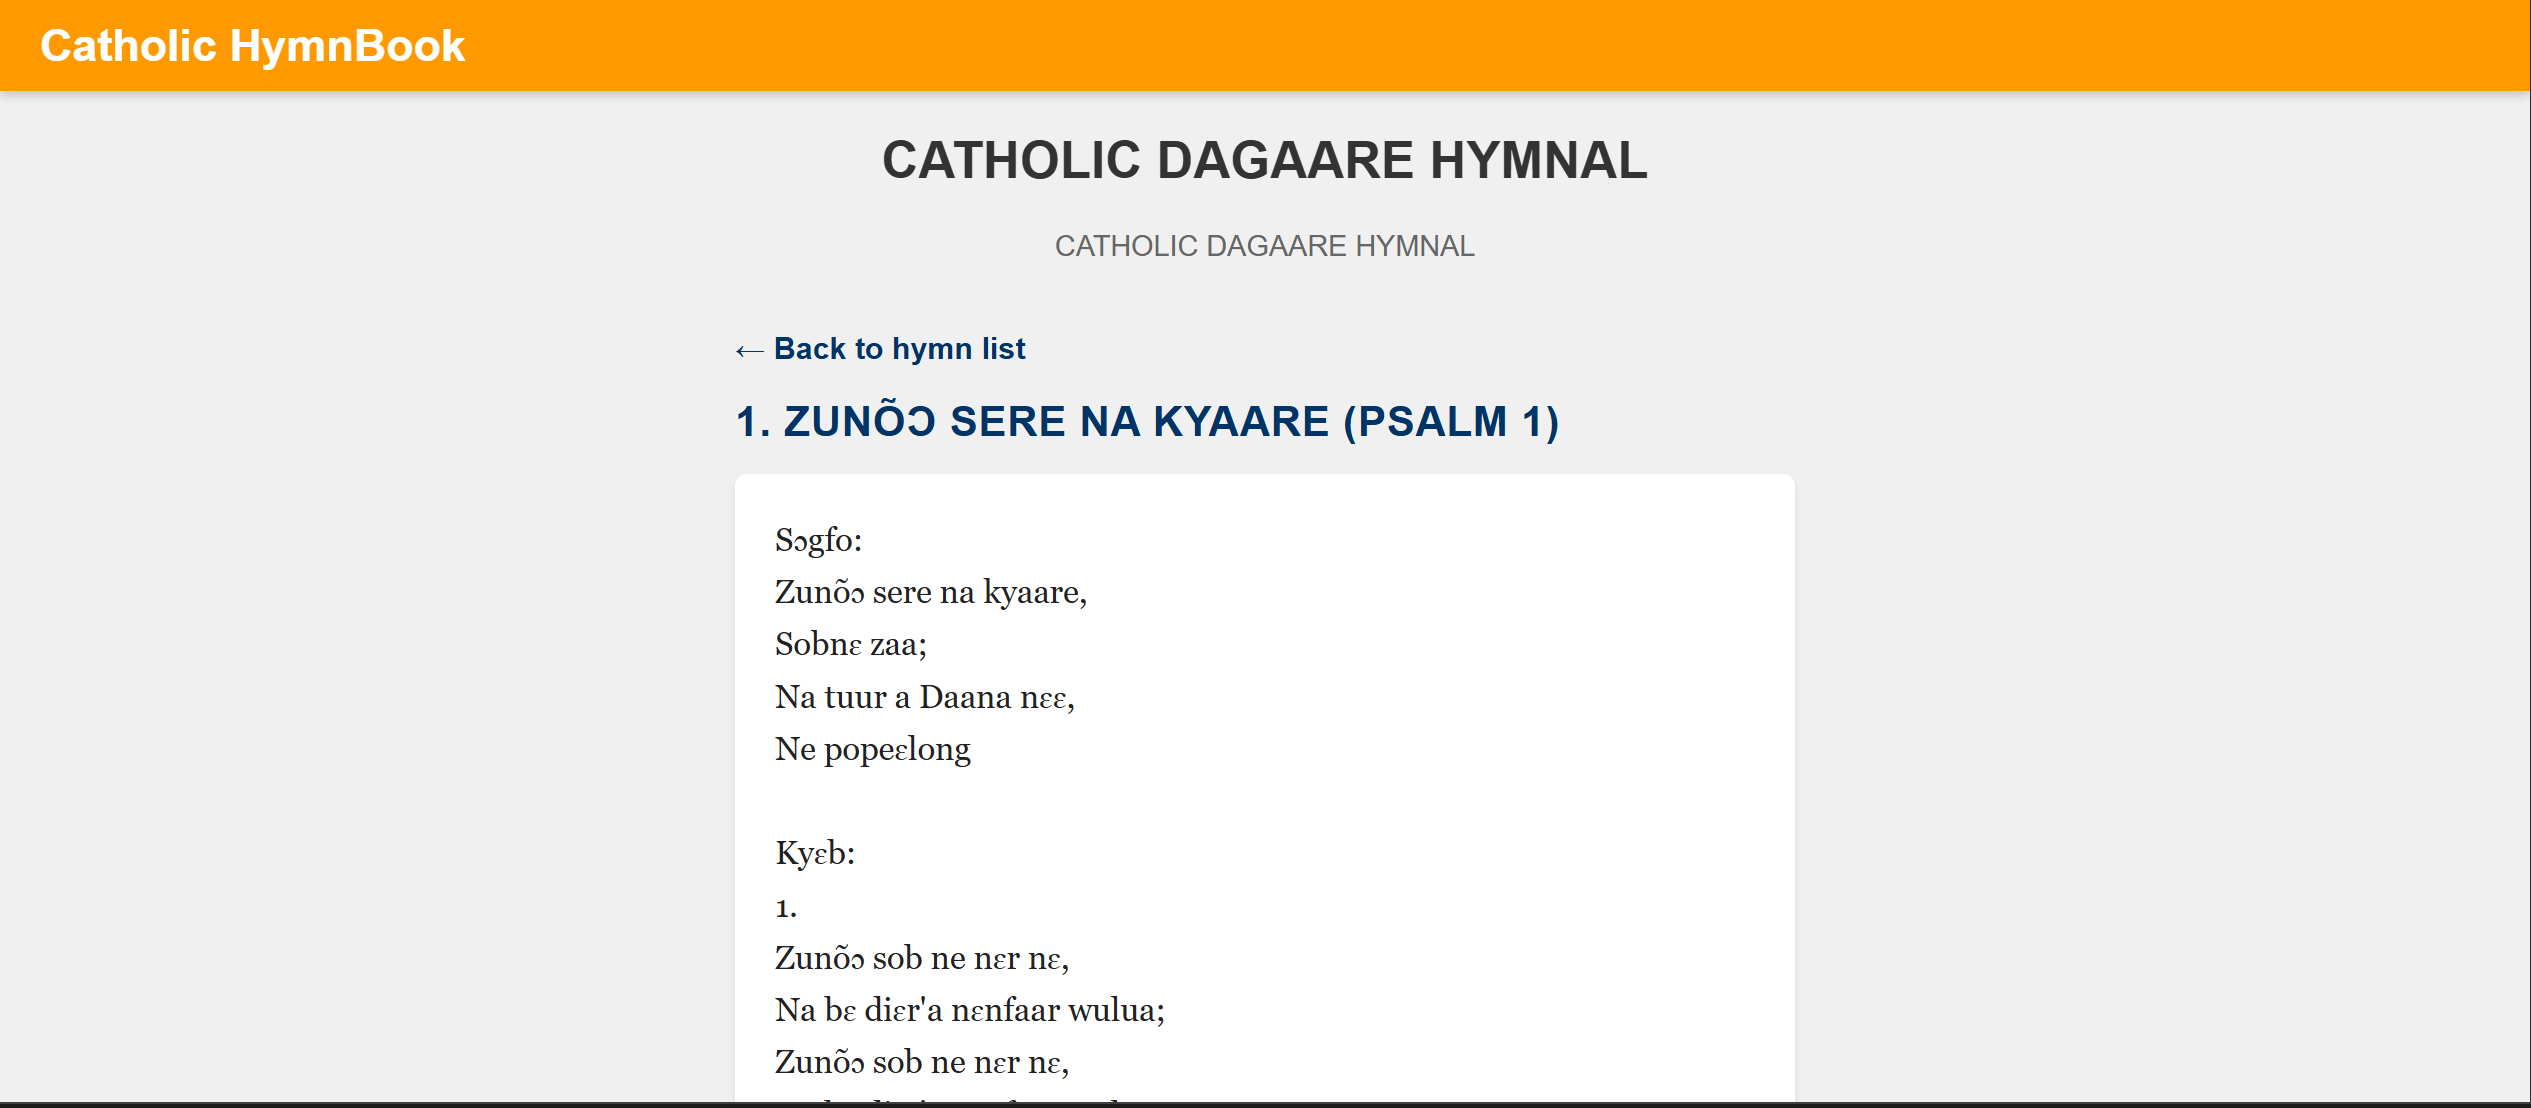 Catholic HymnBook
CATHOLIC DAGAARE HYMNAL
CATHOLIC DAGAARE HYMNAL
← Back to hymn list
1. ZUNÕƆ SERE NA KYAARE (PSALM 1)
Sɔgfo:
Zunõɔ sere na kyaare,
Sobnɛ zaa;
Na tuur a Daana nɛɛ,
Ne popeɛlong
Kyɛb:
1.
Zunõɔ sob ne nɛr nɛ,
Na bɛ diɛr'a nɛnfaar wulua;
Zunõɔ sob ne nɛr nɛ,